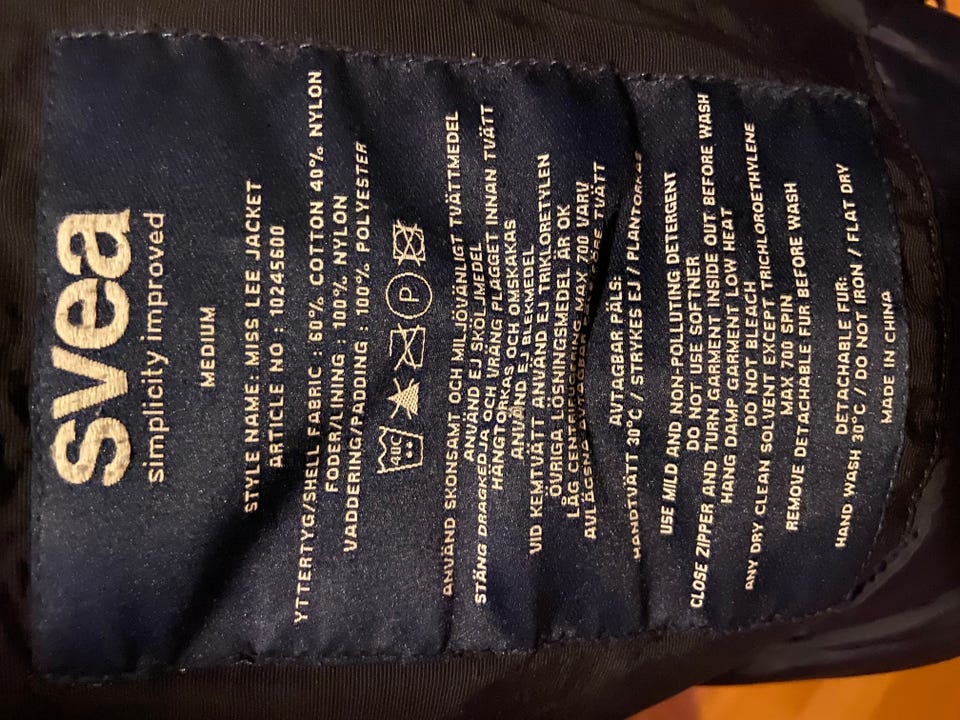 svea
simplicity improved
MEDIUM
STYLE NAME: MISS LEE JACKET
ARTICLE NO : 10245600
YTTERTYG/SHELL FABRIC : 60% COTTON 40% NYLON
FODER/LINING : 100% NYLON
VADDERING/PADDING : 100% POLYESTER
40C P
ANVÄND SKONSAMT OCH MILJÖVÄNLIGT TVÄTTMEDEL
ANVÄND EJ SKÖLJMEDEL
STÄNG DRAGKEDJA OCH VRÄNG PLAGGET INNAN TVÄTT
HÄNGTORKAS OCH OMSKAKAS
ANVÄND EJ BLEKMEDEL
VID KEMTVÄTT ANVÄND EJ TRIKLORETYLEN
ÖVRIGA LÖSNINGSMEDEL ÄR OK
LÅG CENTRIFUGERING MAX 700 VARV
AVLÄGSNA AVTAGBAR PÄLS FÖRE TVÄTT
AVTAGBAR PÄLS:
HANDTVÄTT 30°C / STRYKES EJ / PLANTORKAS
USE MILD AND NON-POLLUTING DETERGENT
DO NOT USE SOFTNER
CLOSE ZIPPER AND TURN GARMENT INSIDE OUT BEFORE WASH
HANG DAMP GARMENT LOW HEAT
DO NOT BLEACH
ANY DRY CLEAN SOLVENT EXCEPT TRICHLOROETHYLENE
MAX 700 SPIN
REMOVE DETACHABLE FUR BEFORE WASH
DETACHABLE FUR:
HAND WASH 30°C / DO NOT IRON / FLAT DRY
MADE IN CHINA